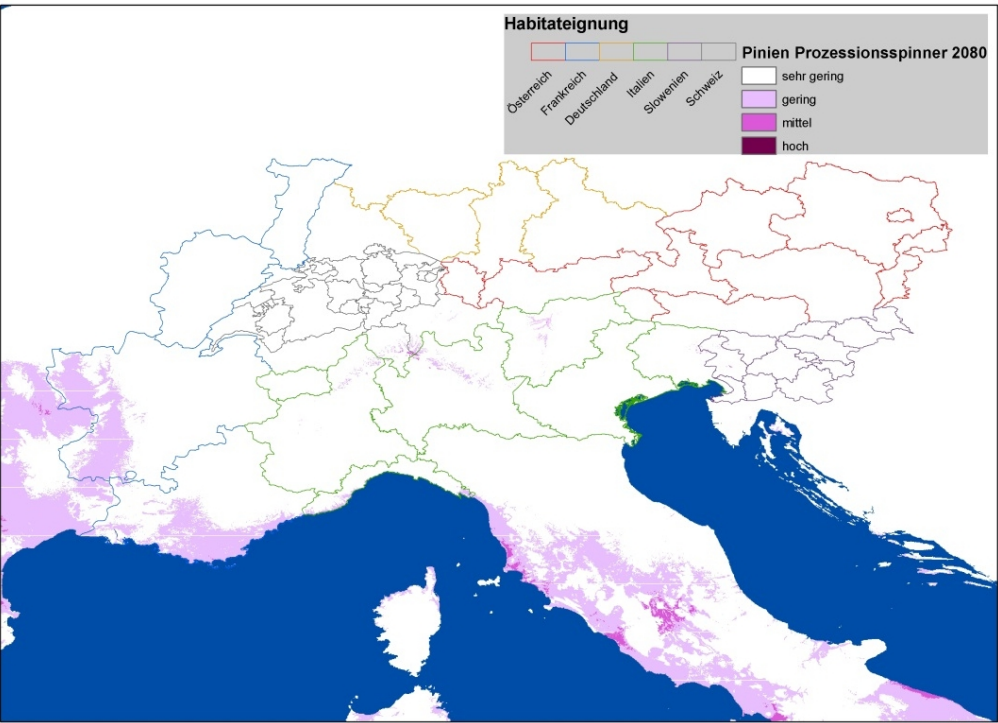 Habitateignung
Österreich
Frankreich
Deutschland
Italien
Slowenien
Schweiz
Pinien Prozessionsspinner 2080
sehr gering
gering
mittel
hoch